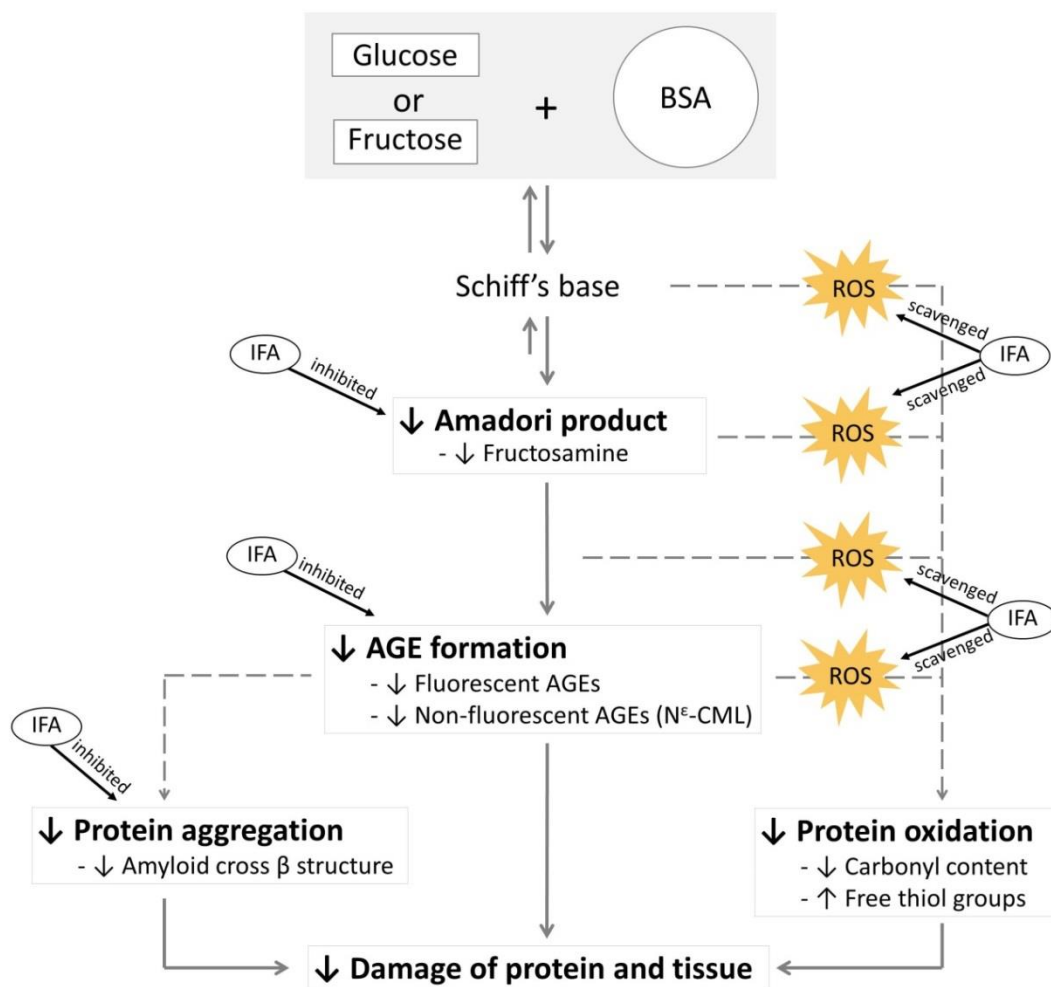 Glucose
or
Fructose
+
BSA
Schiff's base
ROS
scavenged
IFA
scavenged
IFA
inhibited
↓ Amadori product
- ↓ Fructosamine
ROS
ROS
scavenged
IFA
scavenged
IFA
inhibited
↓ AGE formation
- ↓ Fluorescent AGEs
- ↓ Non-fluorescent AGEs (Nᵋ-CML)
ROS
IFA
inhibited
↓ Protein aggregation
- ↓ Amyloid cross β structure
↓ Protein oxidation
- ↓ Carbonyl content
- ↑ Free thiol groups
↓ Damage of protein and tissue